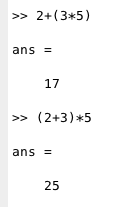 >> 2+(3*5)
ans =
17
>> (2+3)*5
ans =
25